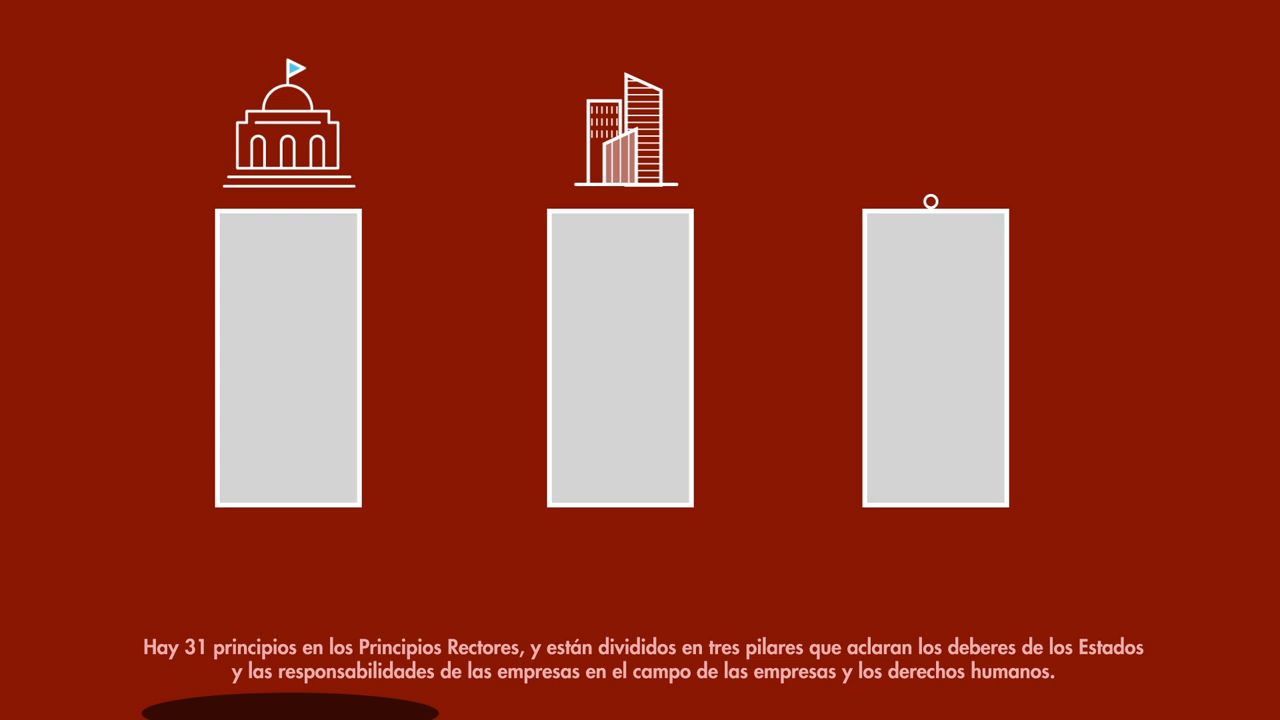 Hay 31 principios en los Principios Rectores, y están divididos en tres pilares que aclaran los deberes de los Estados
y las responsabilidades de las empresas en el campo de las empresas y los derechos humanos.